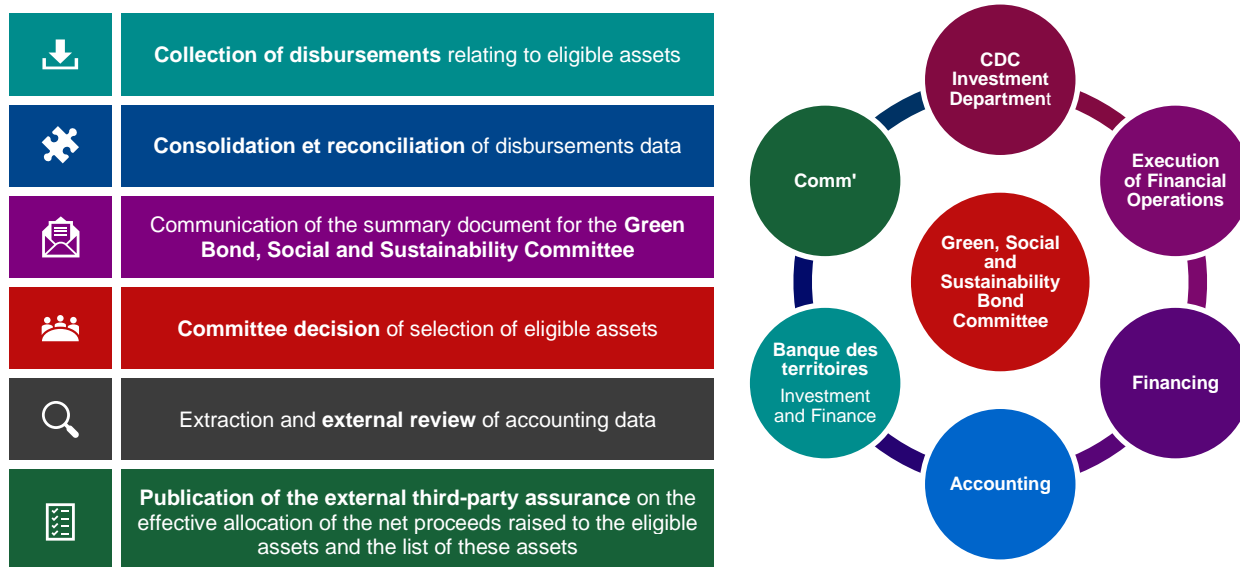 Collection of disbursements relating to eligible assets
Consolidation et reconciliation of disbursements data
Communication of the summary document for the Green
Bond, Social and Sustainability Committee
Committee decision of selection of eligible assets
Extraction and external review of accounting data
Publication of the external third-party assurance on the
effective allocation of the net proceeds raised to the eligible
assets and the list of these assets
CDC
Investment
Department
Execution
of Financial
Operations
Financing
Accounting
Banque des
territoires
Investment
and Finance
Comm'
Green, Social
and
Sustainability
Bond
Committee